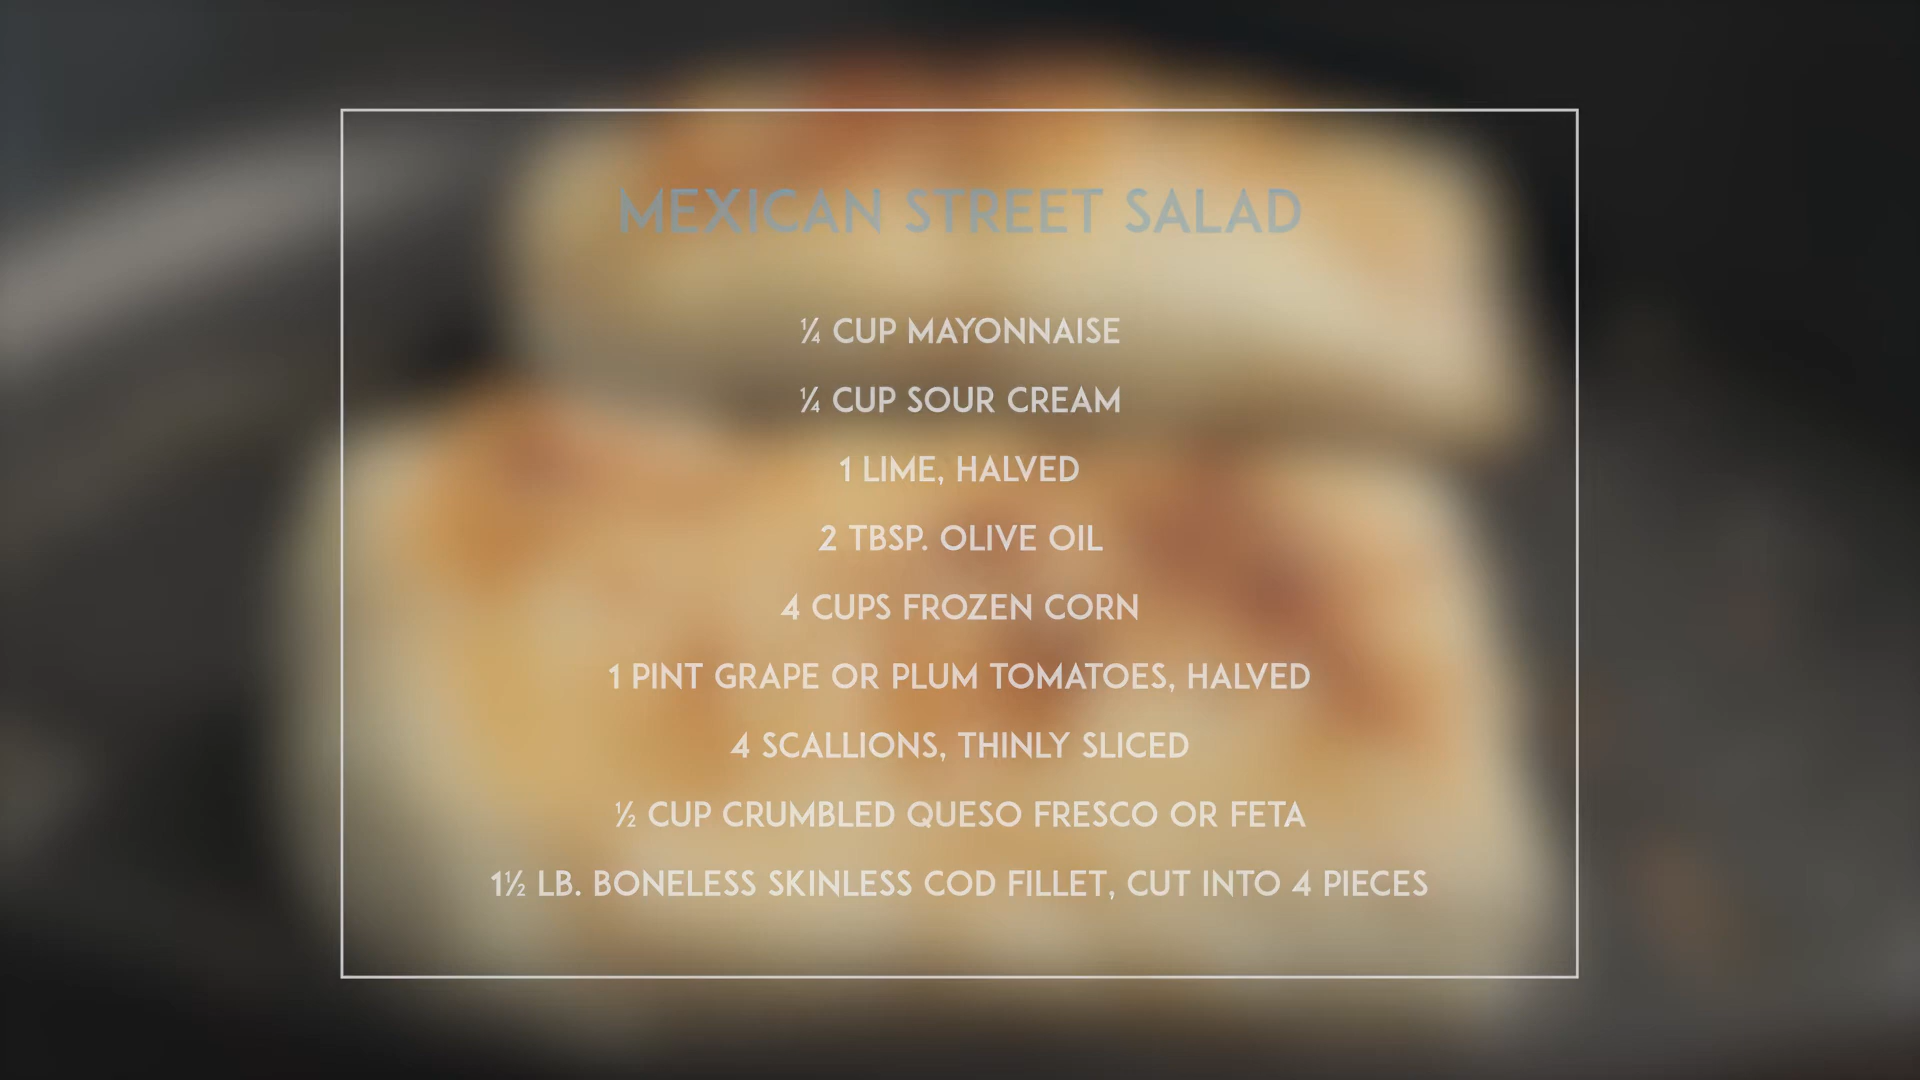 MEXICAN STREET SALAD
¼ CUP MAYONNAISE
¼ CUP SOUR CREAM
1 LIME, HALVED
2 TBSP. OLIVE OIL
4 CUPS FROZEN CORN
1 PINT GRAPE OR PLUM TOMATOES, HALVED
4 SCALLIONS, THINLY SLICED
½ CUP CRUMBLED QUESO FRESCO OR FETA
1½ LB. BONELESS SKINLESS COD FILLET, CUT INTO 4 PIECES